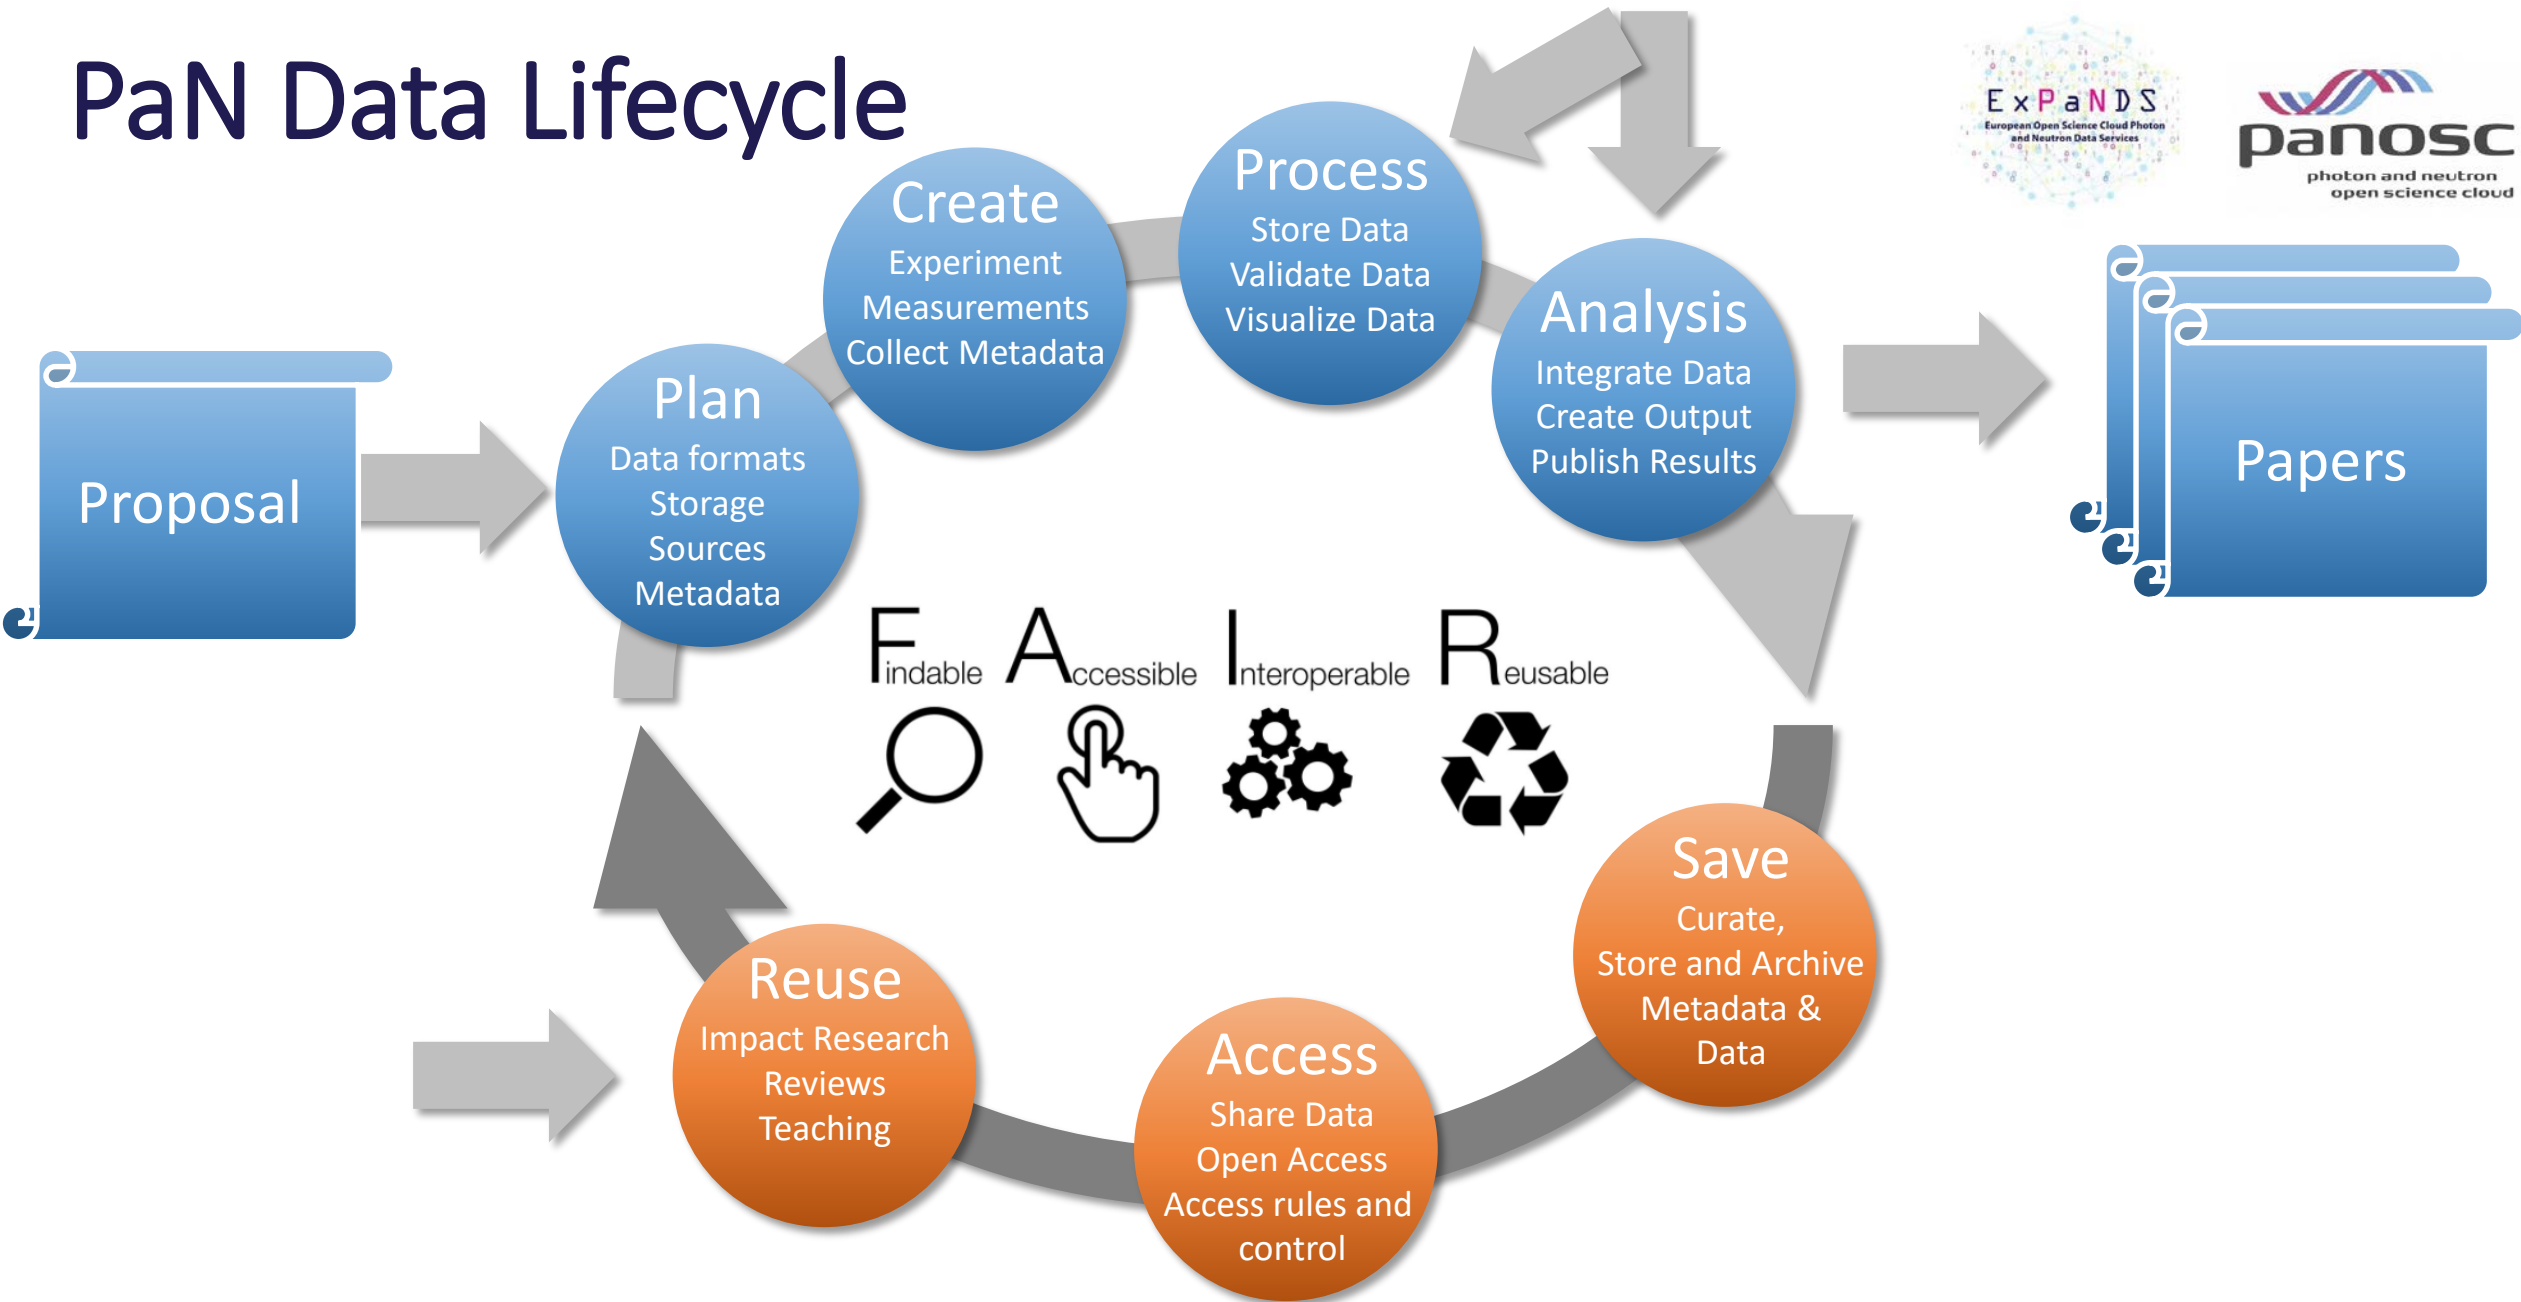 PaN Data Lifecycle
ExPaNDS
European Open Science Cloud Photon
and Neutron Data Services
panosc
photon and neutron
open science cloud
Proposal
Plan
Data formats
Storage
Sources
Metadata
Create
Experiment
Measurements
Collect Metadata
Process
Store Data
Validate Data
Visualize Data
Analysis
Integrate Data
Create Output
Publish Results
Papers
Findable Accessible Interoperable Reusable
Save
Curate,
Store and Archive
Metadata &
Data
Access
Share Data
Open Access
Access rules and
control
Reuse
Impact Research
Reviews
Teaching